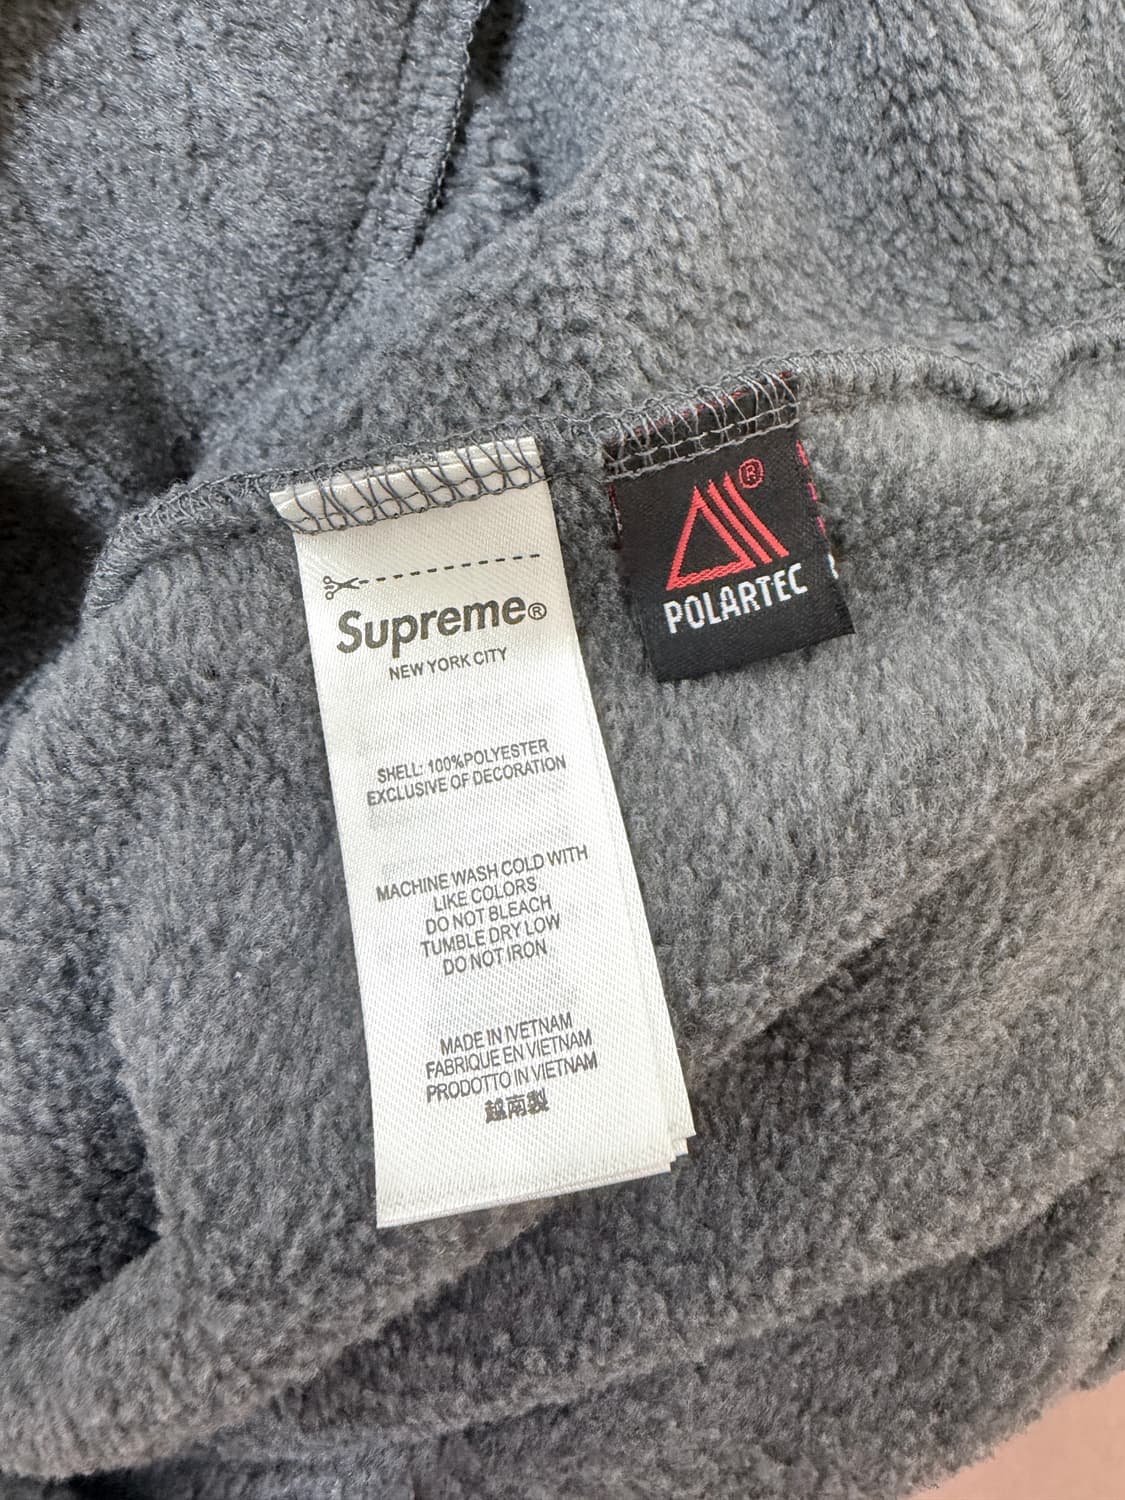 Supreme®
NEW YORK CITY
SHELL: 100%POLYESTER
EXCLUSIVE OF DECORATION
MACHINE WASH COLD WITH
LIKE COLORS
DO NOT BLEACH
TUMBLE DRY LOW
DO NOT IRON
MADE IN IVETNAM
FABRIQUE EN VIETNAM
PRODOTTO IN VIETNAM
越南製
®
POLARTEC